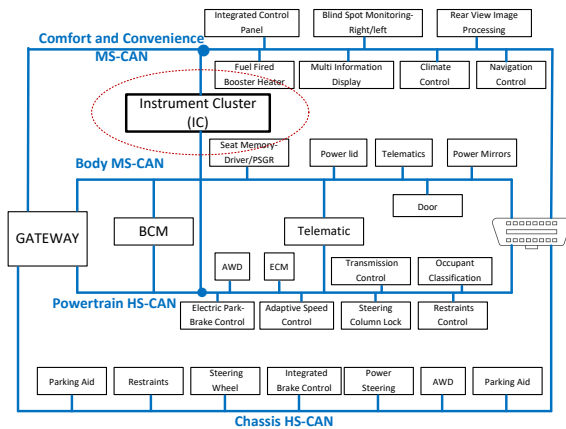 Integrated Control
Panel
Blind Spot Monitoring-
Right/left
Rear View Image
Processing
Comfort and Convenience
MS-CAN
Fuel Fired
Booster Heater
Multi Information
Display
Climate
Control
Navigation
Control
Instrument Cluster
(IC)
Seat Memory-
Driver/PSGR
Power lid
Telematics
Power Mirrors
Body MS-CAN
Door
GATEWAY
BCM
Telematic
AWD
ECM
Transmission
Control
Occupant
Classification
Powertrain HS-CAN
Electric Park-
Brake Control
Adaptive Speed
Control
Steering
Column Lock
Restraints
Control
Parking Aid
Restraints
Steering
Wheel
Integrated
Brake Control
Power
Steering
AWD
Parking Aid
Chassis HS-CAN